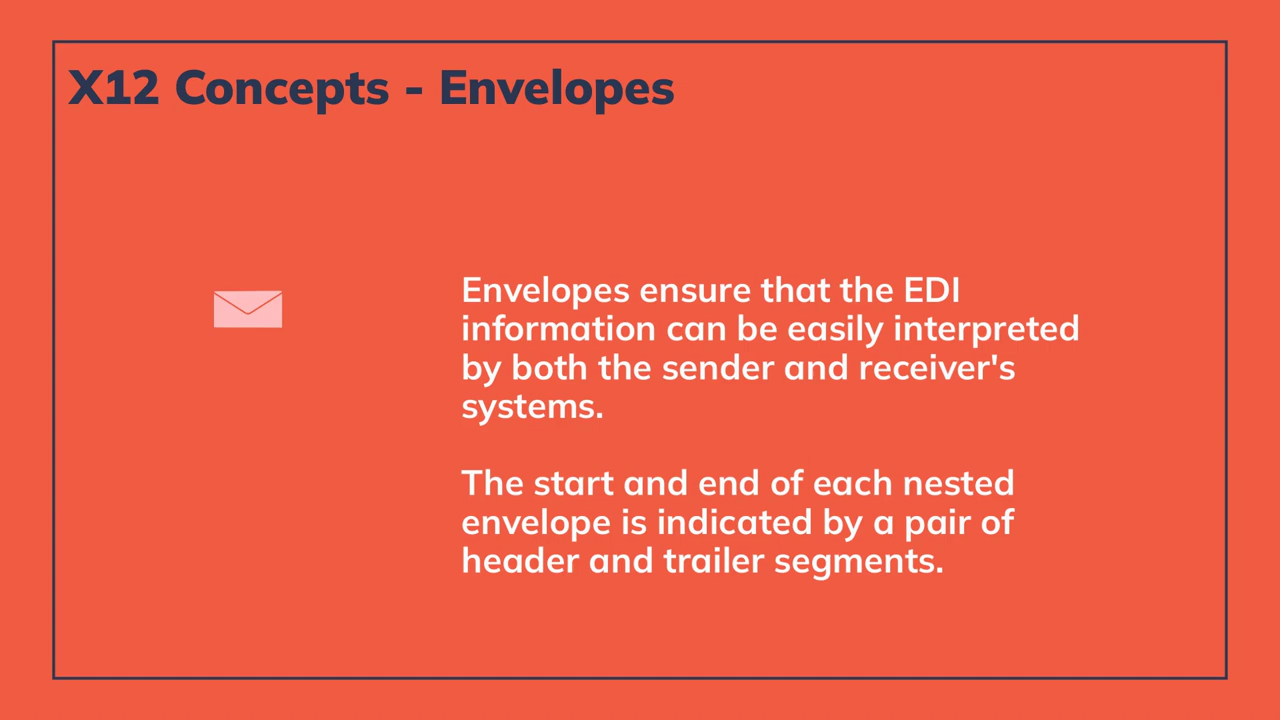 X12 Concepts - Envelopes
Envelopes ensure that the EDI
information can be easily interpreted
by both the sender and receiver's
systems.
The start and end of each nested
envelope is indicated by a pair of
header and trailer segments.